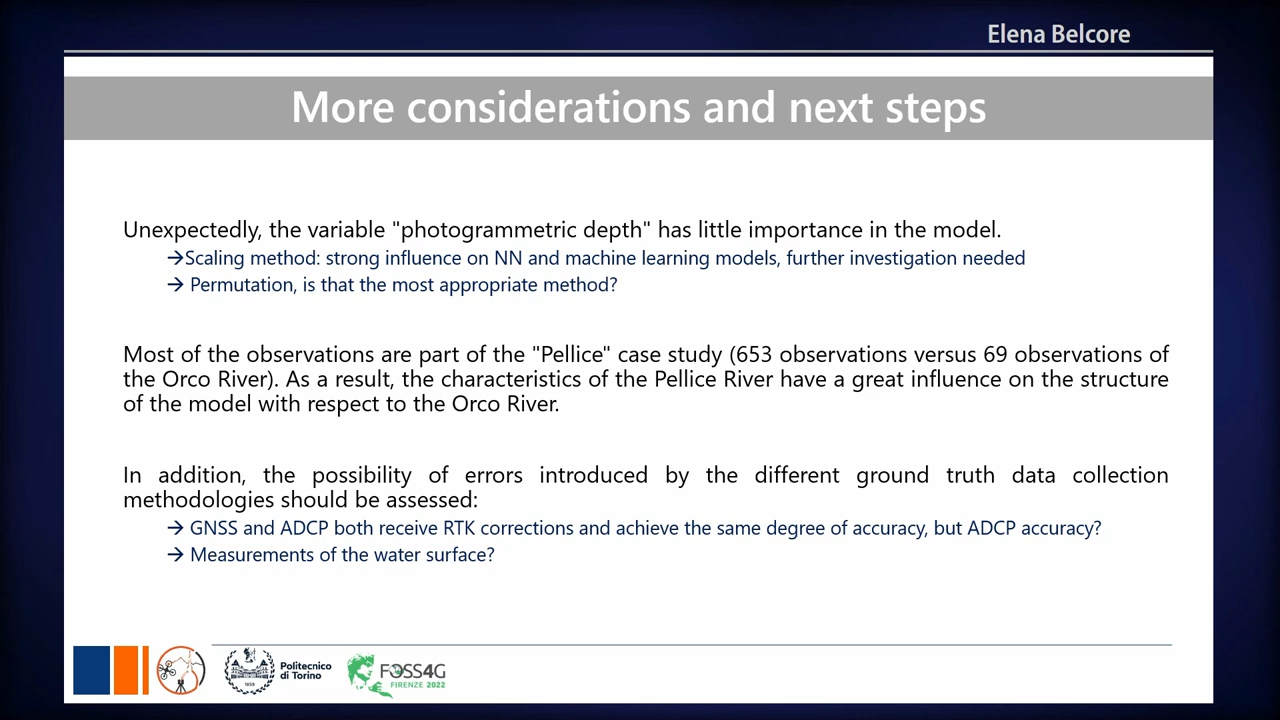 Elena Belcore
More considerations and next steps
Unexpectedly, the variable "photogrammetric depth" has little importance in the model.
→Scaling method: strong influence on NN and machine learning models, further investigation needed
→ Permutation, is that the most appropriate method?
Most of the observations are part of the "Pellice" case study (653 observations versus 69 observations of
the Orco River). As a result, the characteristics of the Pellice River have a great influence on the structure
of the model with respect to the Orco River.
In addition, the possibility of errors introduced by the different ground truth data collection
methodologies should be assessed:
→ GNSS and ADCP both receive RTK corrections and achieve the same degree of accuracy, but ADCP accuracy?
→ Measurements of the water surface?
Politecnico
di Torino
1859
FOSS4G
FIRENZE 2022